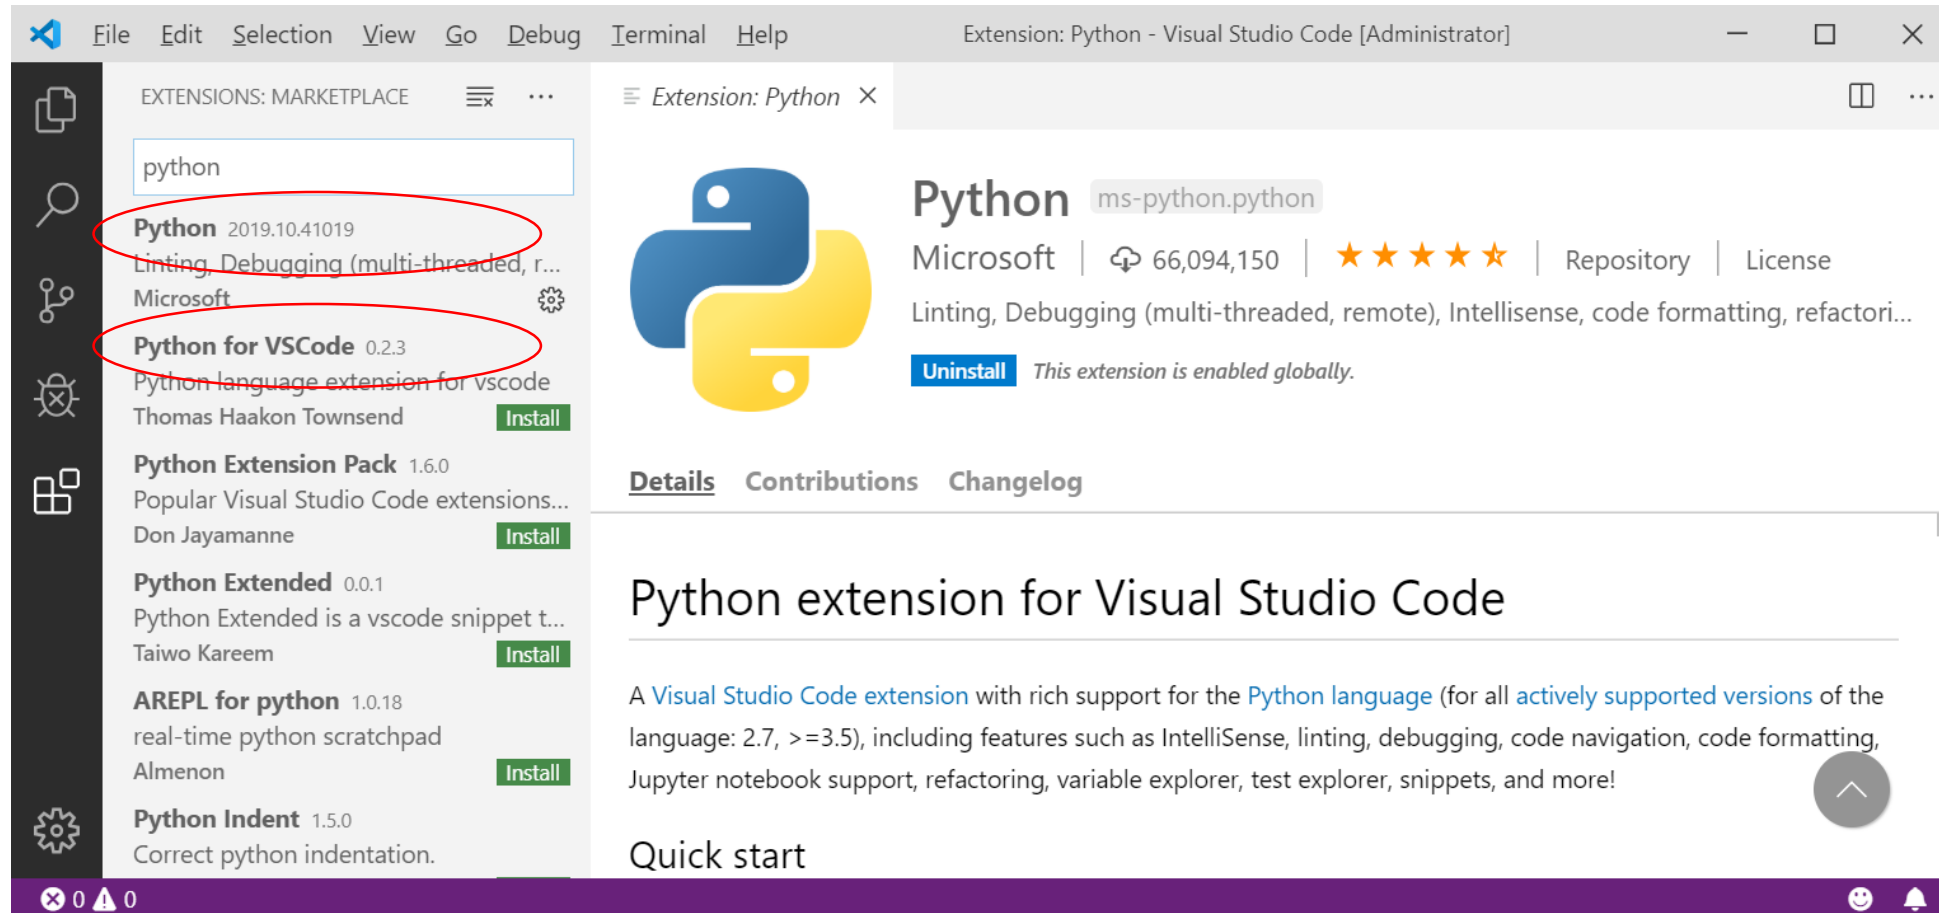 File Edit Selection View Go Debug Terminal Help Extension: Python - Visual Studio Code [Administrator]
EXTENSIONS: MARKETPLACE
python
Python 2019.10.41019
Linting, Debugging (multi-threaded, r...
Microsoft
Python for VSCode 0.2.3
Python language extension for vscode
Thomas Haakon Townsend Install
Python Extension Pack 1.6.0
Popular Visual Studio Code extensions...
Don Jayamanne Install
Python Extended 0.0.1
Python Extended is a vscode snippet t...
Taiwo Kareem Install
AREPL for python 1.0.18
real-time python scratchpad
Almenon Install
Python Indent 1.5.0
Correct python indentation.
Extension: Python
Python ms-python.python
Microsoft 66,094,150 Repository License
Linting, Debugging (multi-threaded, remote), Intellisense, code formatting, refactori...
Uninstall This extension is enabled globally.
Details Contributions Changelog
Python extension for Visual Studio Code
A Visual Studio Code extension with rich support for the Python language (for all actively supported versions of the
language: 2.7, >=3.5), including features such as IntelliSense, linting, debugging, code navigation, code formatting,
Jupyter notebook support, refactoring, variable explorer, test explorer, snippets, and more!
Quick start
0 0